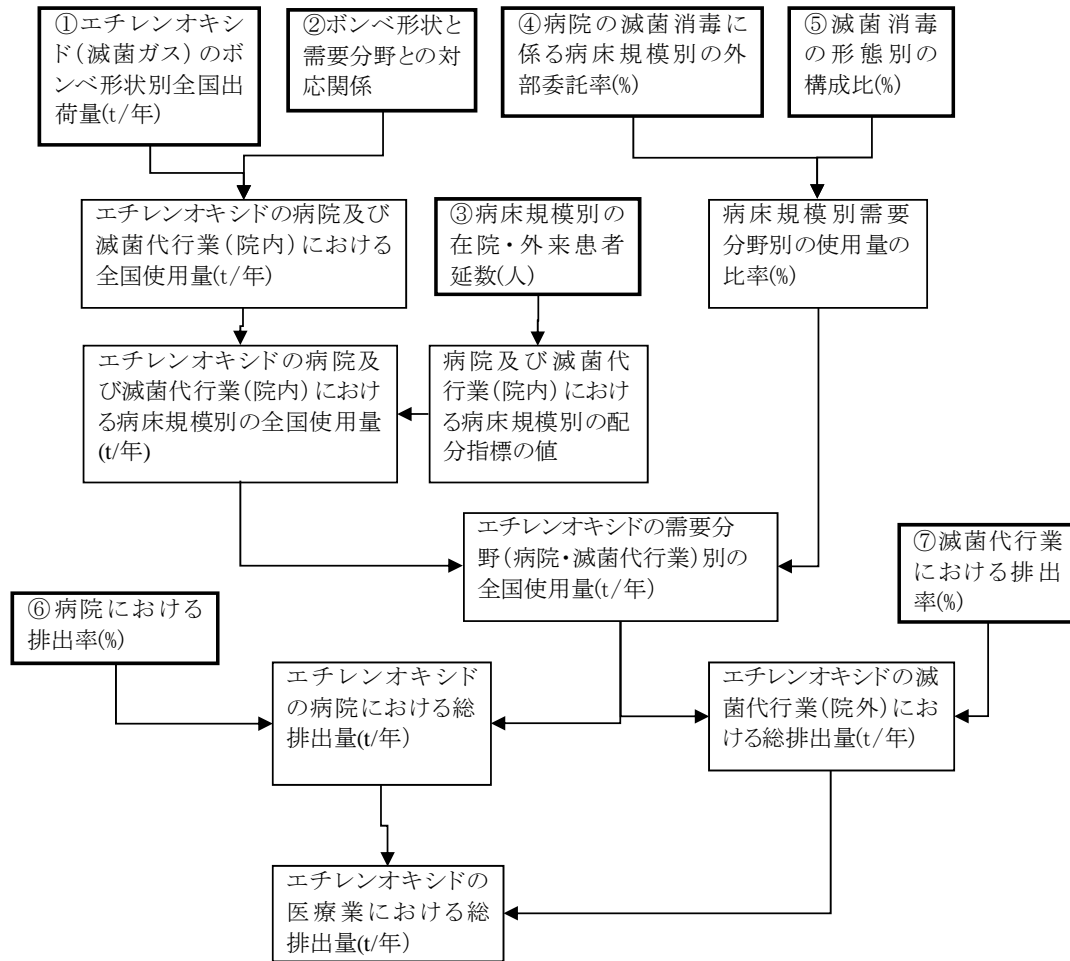 ①エチレンオキシ
ド(滅菌ガス)のボ
ンベ形状別全国出
荷量(t/年)
②ボンベ形状と
需要分野との対
応関係
④病院の滅菌消毒に
係る病床規模別の外
部委託率(%)
⑤滅菌消毒
の形態別の
構成比(%)
エチレンオキシドの病院及び
滅菌代行業(院内)における
全国使用量(t/年)
③病床規模別の
在院・外来患者
延数(人)
病床規模別需要
分野別の使用量の
比率(%)
エチレンオキシドの病院及
び滅菌代行業(院内)におけ
る病床規模別の全国使用量
(t/年)
病院及び滅菌代
行業(院内)におけ
る病床規模別の配
分指標の値
エチレンオキシドの需要分
野(病院・滅菌代行業)別の
全国使用量(t/年)
⑦滅菌代行業
における排出
率(%)
⑥病院における
排出率(%)
エチレンオキシド
の病院における総
排出量(t/年)
エチレンオキシドの滅
菌代行業(院外)にお
ける総排出量(t/年)
エチレンオキシドの
医療業における総
排出量(t/年)